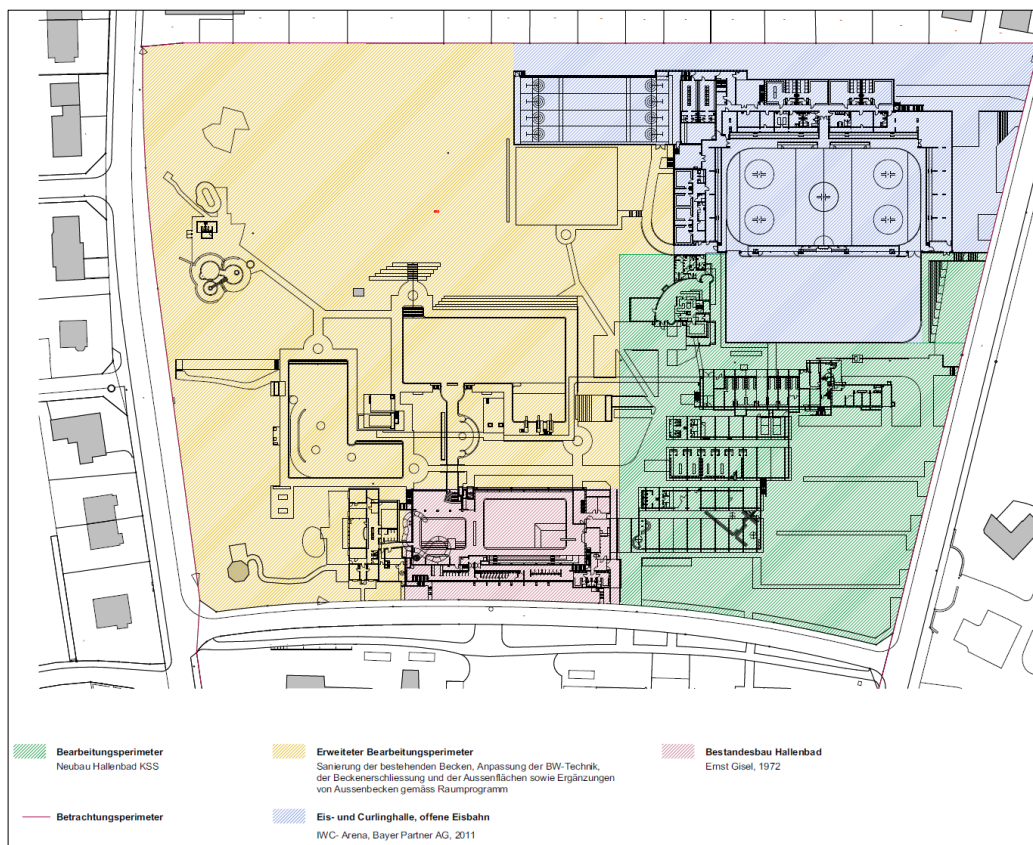 Bearbeitungsperimeter
Neubau Hallenbad KSS
Erweiterter Bearbeitungsperimeter
Sanierung der bestehenden Becken, Anpassung der BW-Technik,
der Beckenerschliessung und der Aussenflächen sowie Ergänzungen
von Aussenbecken gemäss Raumprogramm
Bestandesbau Hallenbad
Ernst Gisel, 1972
Betrachtungsperimeter
Eis- und Curlinghalle, offene Eisbahn
IWC- Arena, Bayer Partner AG, 2011